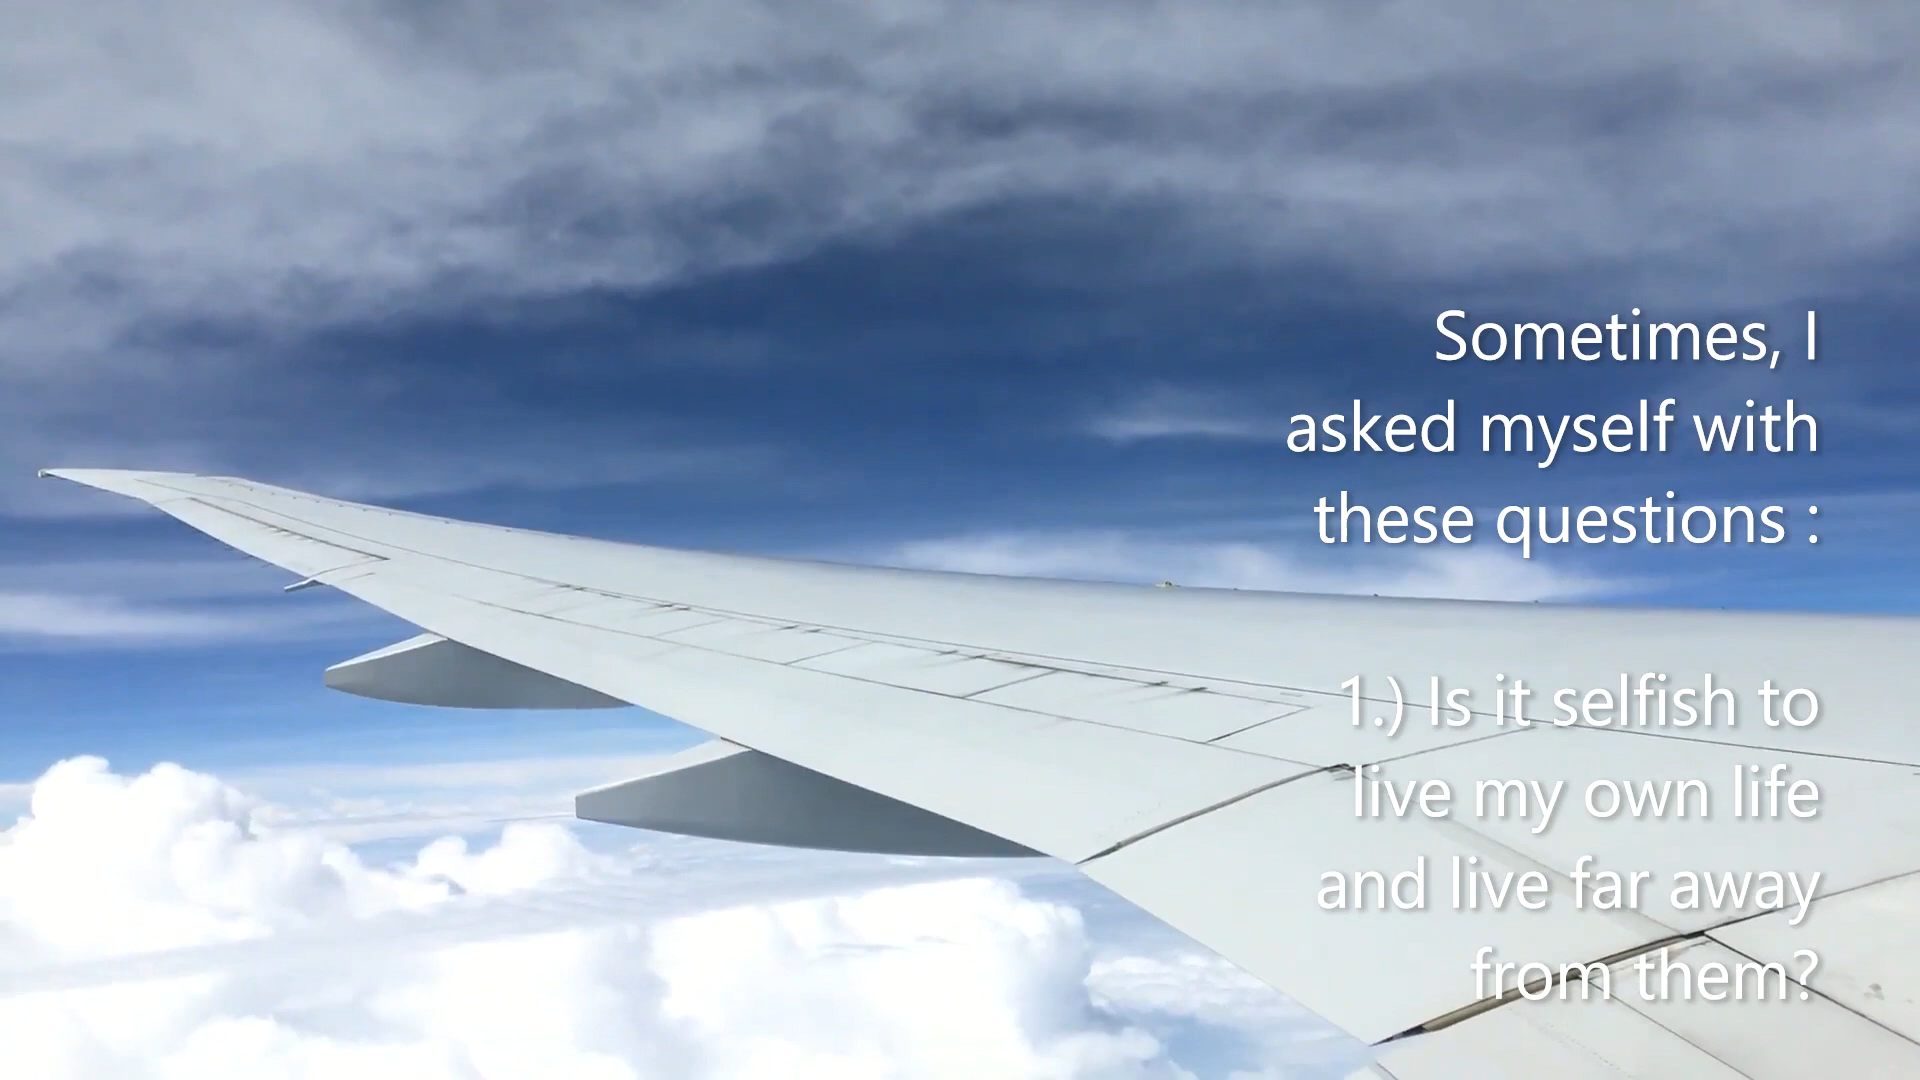 Sometimes, I
asked myself with
these questions :
1.) Is it selfish to
live my own life
and live far away
from them?